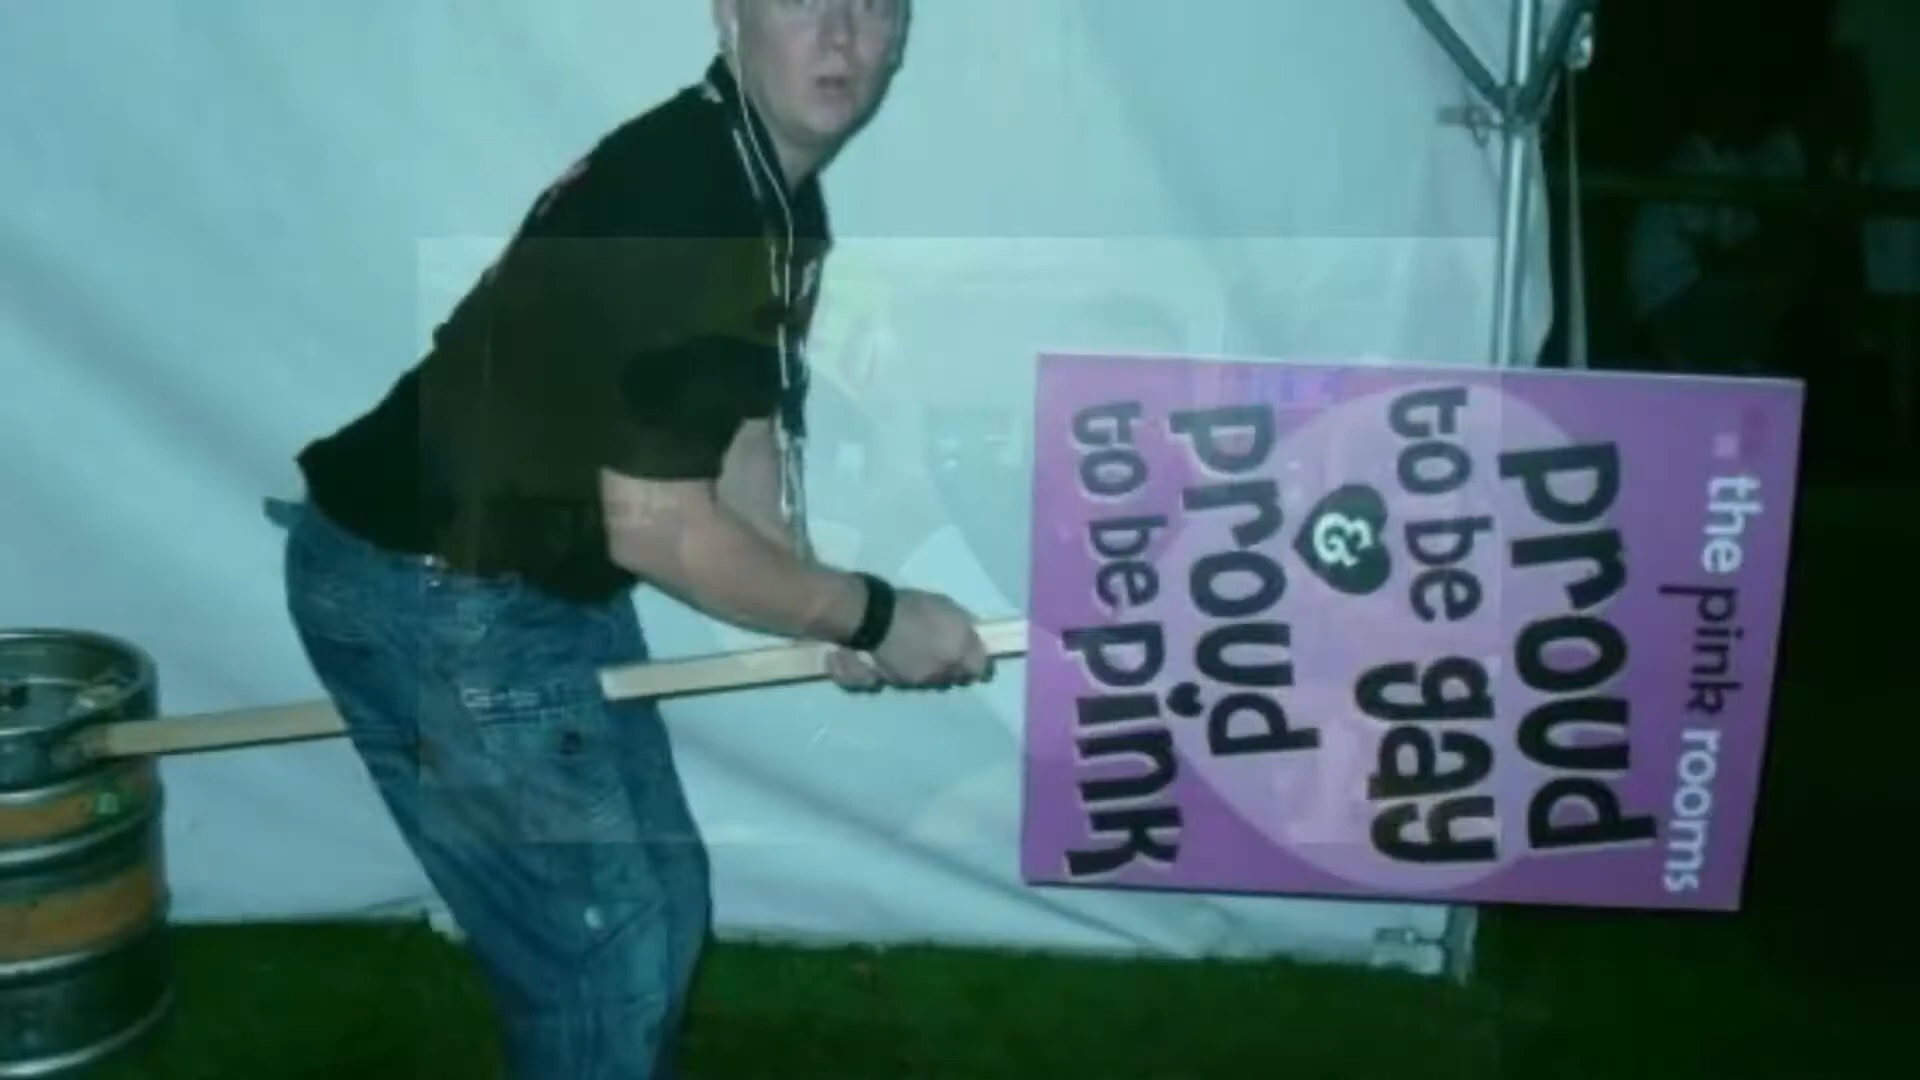 the pink rooms
proud
to be gay
&
proud
to be pink